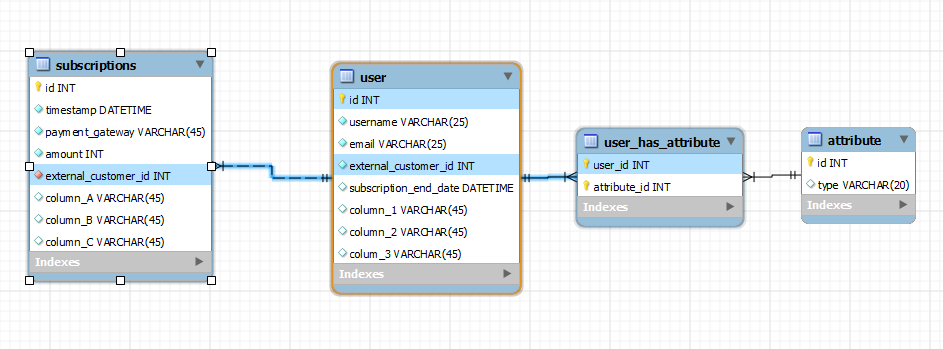 subscriptions
id INT
timestamp DATETIME
payment_gateway VARCHAR(45)
amount INT
external_customer_id INT
column_A VARCHAR(45)
column_B VARCHAR(45)
column_C VARCHAR(45)
Indexes
user
id INT
username VARCHAR(25)
email VARCHAR(25)
external_customer_id INT
subscription_end_date DATETIME
column_1 VARCHAR(45)
column_2 VARCHAR(45)
colum_3 VARCHAR(45)
Indexes
user_has_attribute
user_id INT
attribute_id INT
Indexes
attribute
id INT
type VARCHAR(20)
Indexes